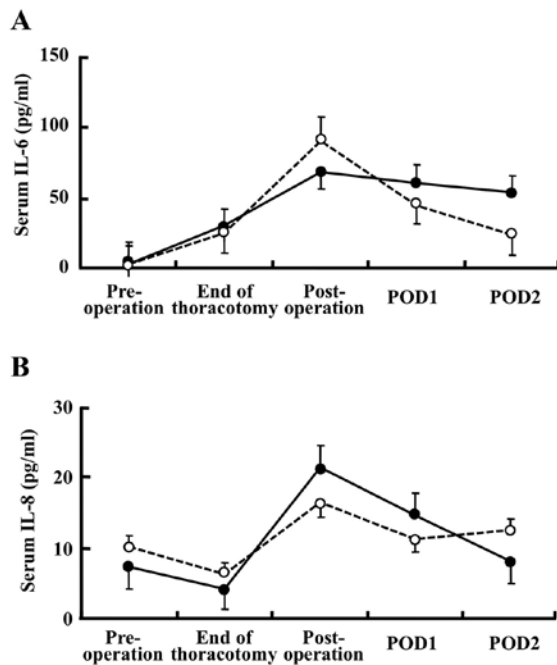 A
Serum IL-6 (pg/ml)
150
100
50
0
Pre-
operation
End of
thoracotomy
Post-
operation
POD1
POD2
B
Serum IL-8 (pg/ml)
30
20
10
0
Pre-
operation
End of
thoracotomy
Post-
operation
POD1
POD2